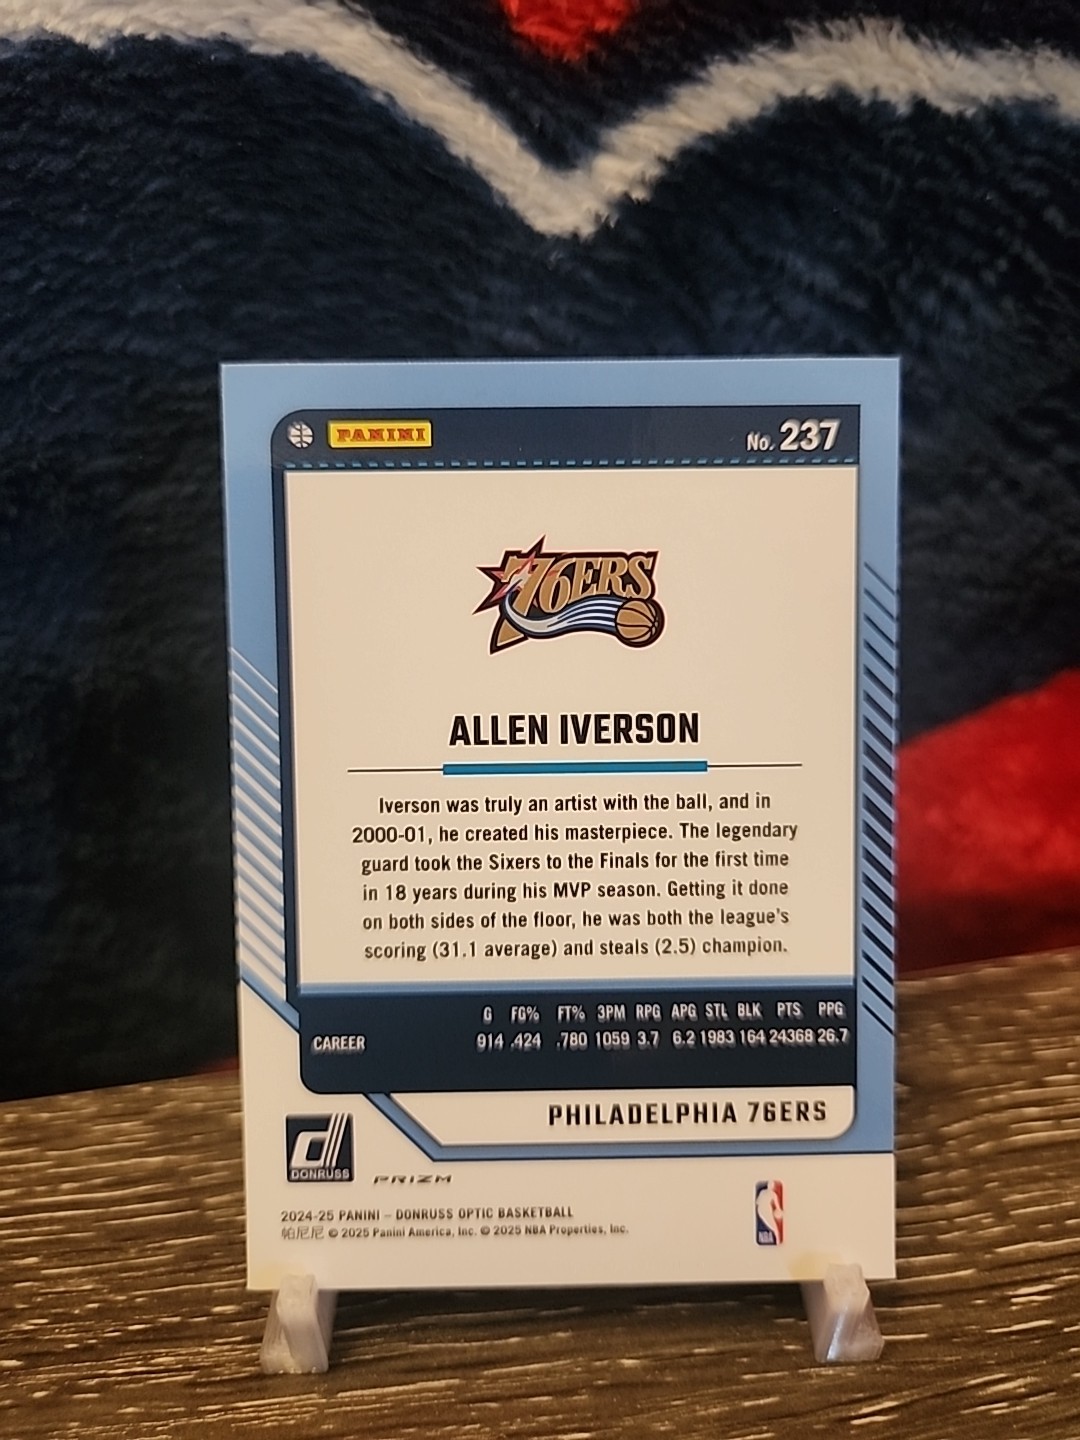 PANINI
No. 237
76ERS
ALLEN IVERSON
Iverson was truly an artist with the ball, and in
2000-01, he created his masterpiece. The legendary
guard took the Sixers to the Finals for the first time
in 18 years during his MVP season. Getting it done
on both sides of the floor, he was both the league's
scoring (31.1 average) and steals (2.5) champion.
G FG% FT% 3PM RPG APG STL BLK PTS PPG
CAREER 914 .424 .780 1059 3.7 6.2 1983 164 24368 26.7
PHILADELPHIA 76ERS
DONRUSS
PRIZM
2024-25 PANINI – DONRUSS OPTIC BASKETBALL
帕尼尼 © 2025 Panini America, Inc. © 2025 NBA Properties, Inc.
NBA